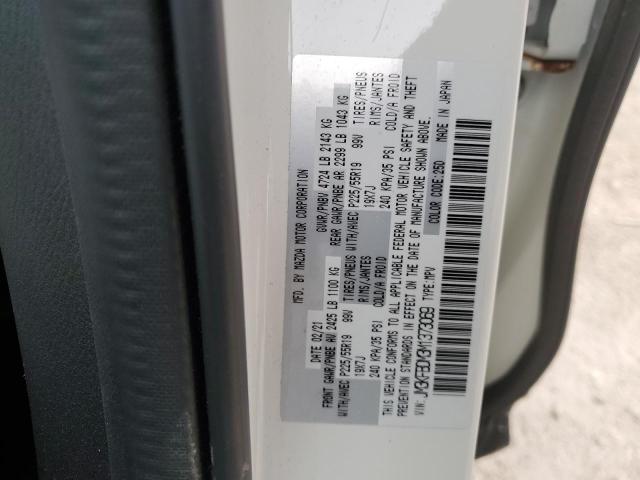 MFD. BY MAZDA MOTOR CORPORATION
DATE 02/21 GVWR/PNBV 4724 LB 2143 KG
FRONT GAWR/PNBE AV 2425 LB 1100 KG REAR GAWR/PNBE AR 2299 LB 1043 KG
WITH/AVEC P225/55R19 99V TIRES/PNEUS WITH/AVEC P225/55R19 99V TIRES/PNEUS
19X7J RIMS/JANTES 19X7J RIMS/JANTES
240 KPA/35 PSI COLD/A FROID 240 KPA/35 PSI COLD/A FROID
THIS VEHICLE CONFORMS TO ALL APPLICABLE FEDERAL MOTOR VEHICLE SAFETY AND THEFT
PREVENTION STANDARDS IN EFFECT ON THE DATE OF MANUFACTURE SHOWN ABOVE.
VIN: JM3KFBDM3M1373069 TYPE: MPV COLOR CODE: 25D MADE IN JAPAN